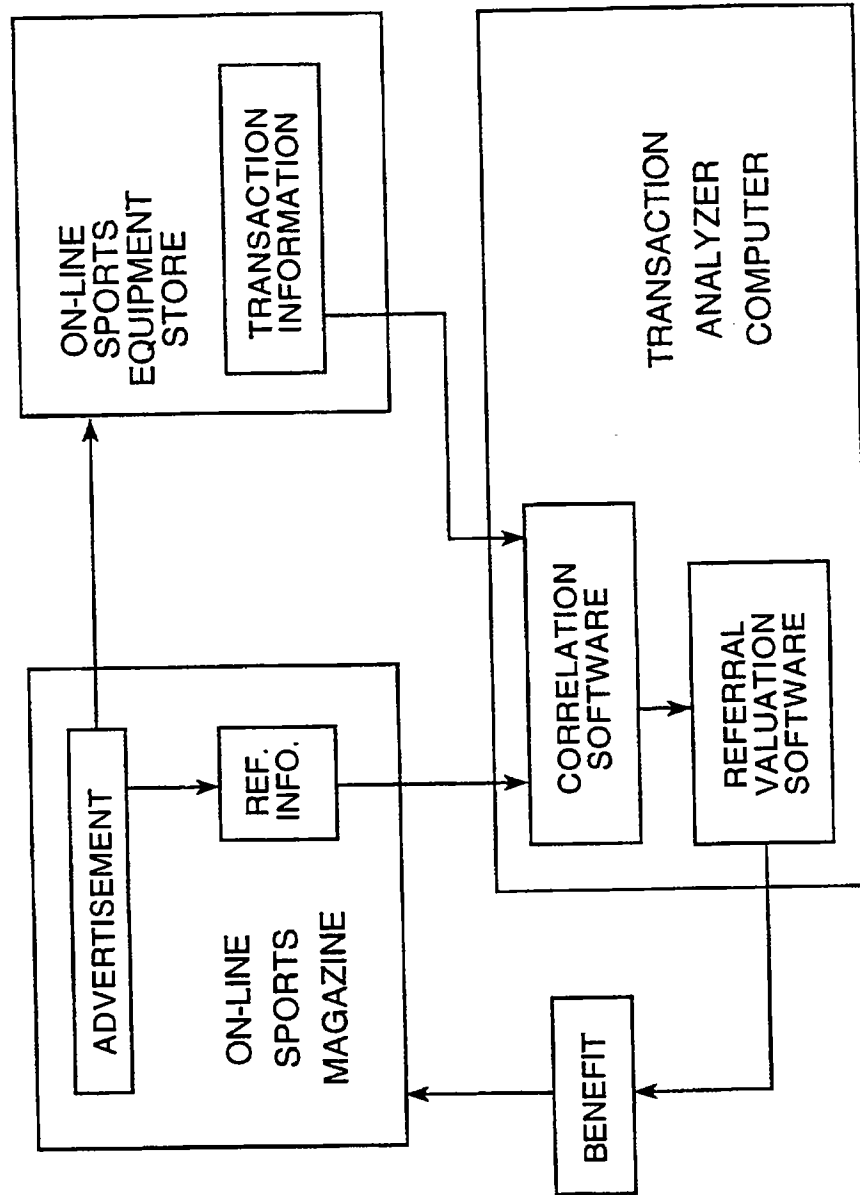 ADVERTISEMENT
REF.
INFO.
ON-LINE
SPORTS
MAGAZINE
ON-LINE
SPORTS
EQUIPMENT
STORE
TRANSACTION
INFORMATION
CORRELATION
SOFTWARE
REFERRAL
VALUATION
SOFTWARE
TRANSACTION
ANALYZER
COMPUTER
BENEFIT